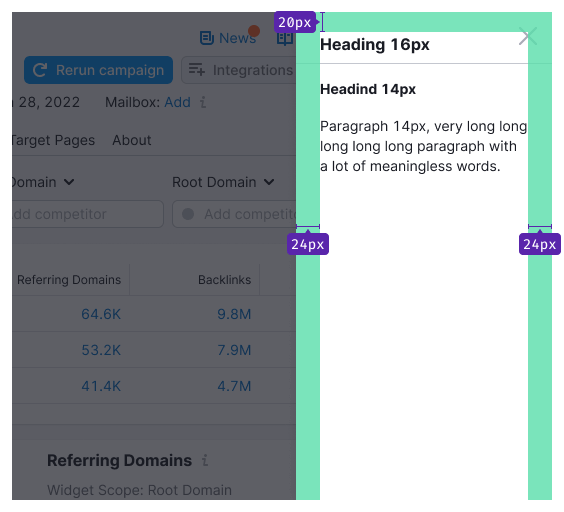 20px
News
Heading 16px
Rerun campaign
Integrations
Headind 14px
28, 2022
Mailbox: Add
Paragraph 14px, very long long
long long long paragraph with
a lot of meaningless words.
Target Pages
About
Domain
Root Domain
add competitor
Add competito
24px
24px
Referring Domains
Backlinks
64.6K
9.8M
53.2K
7.9M
41.4K
4.7M
Referring Domains
Widget Scope: Root Domain